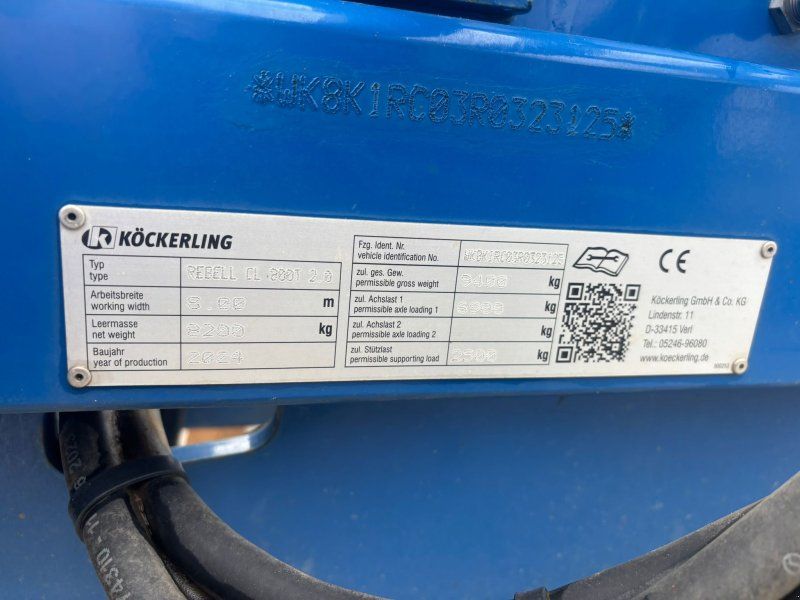 *WK8K1RC03R0323125*
KÖCKERLING
Typ
type
REBELL CL .800T 2.0
Arbeitsbreite
working width
8.00 m
Leermasse
net weight
8290 kg
Baujahr
year of production
2024
Fzg. Ident. Nr.
vehicle identification No.
WK8K1RC03R0323125
zul. ges. Gew.
permissible gross weight
8400 kg
zul. Achslast 1
permissible axle loading 1
kg
zul. Achslast 2
permissible axle loading 2
kg
zul. Stützlast
permissible supporting load
2500 kg
CE
Köckerling GmbH & Co. KG
Lindenstr. 11
D-33415 Verl
Tel.: 05246-96080
www.koeckerling.de